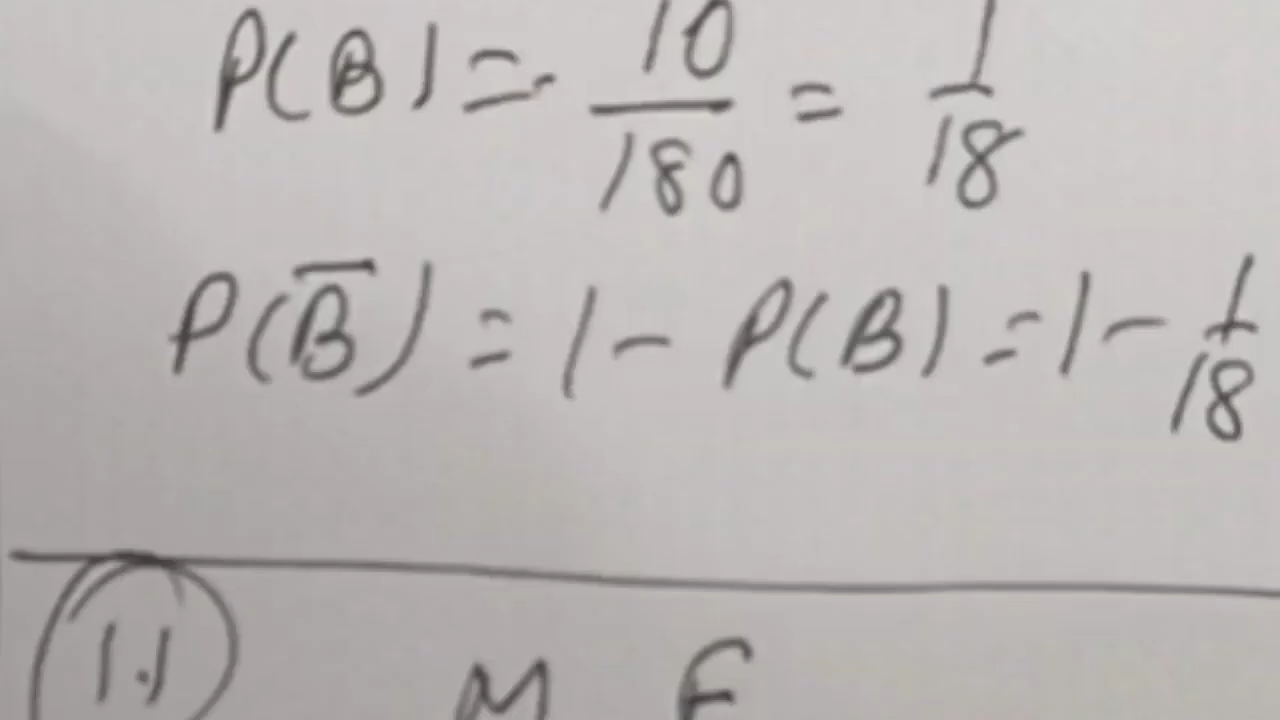 P(B) = 10/180 = 1/18
P(B̅) = 1 - P(B) = 1 - 1/18
1.1 M F